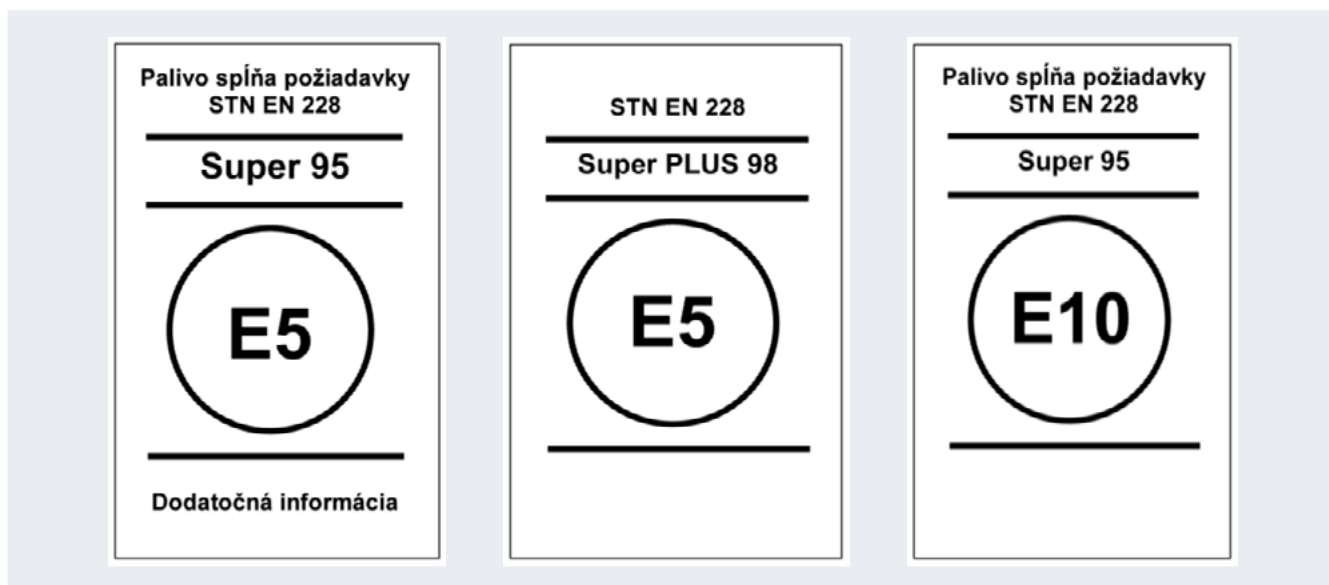 Palivo spĺňa požiadavky
STN EN 228
Super 95
E5
Dodatočná informácia
STN EN 228
Super PLUS 98
E5
Palivo spĺňa požiadavky
STN EN 228
Super 95
E10